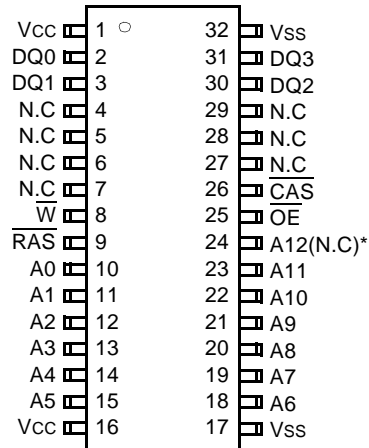 VCC 1 32 VSS
DQ0 2 31 DQ3
DQ1 3 30 DQ2
N.C 4 29 N.C
N.C 5 28 N.C
N.C 6 27 N.C
N.C 7 26 CAS
W 8 25 OE
RAS 9 24 A12(N.C)*
A0 10 23 A11
A1 11 22 A10
A2 12 21 A9
A3 13 20 A8
A4 14 19 A7
A5 15 18 A6
VCC 16 17 VSS